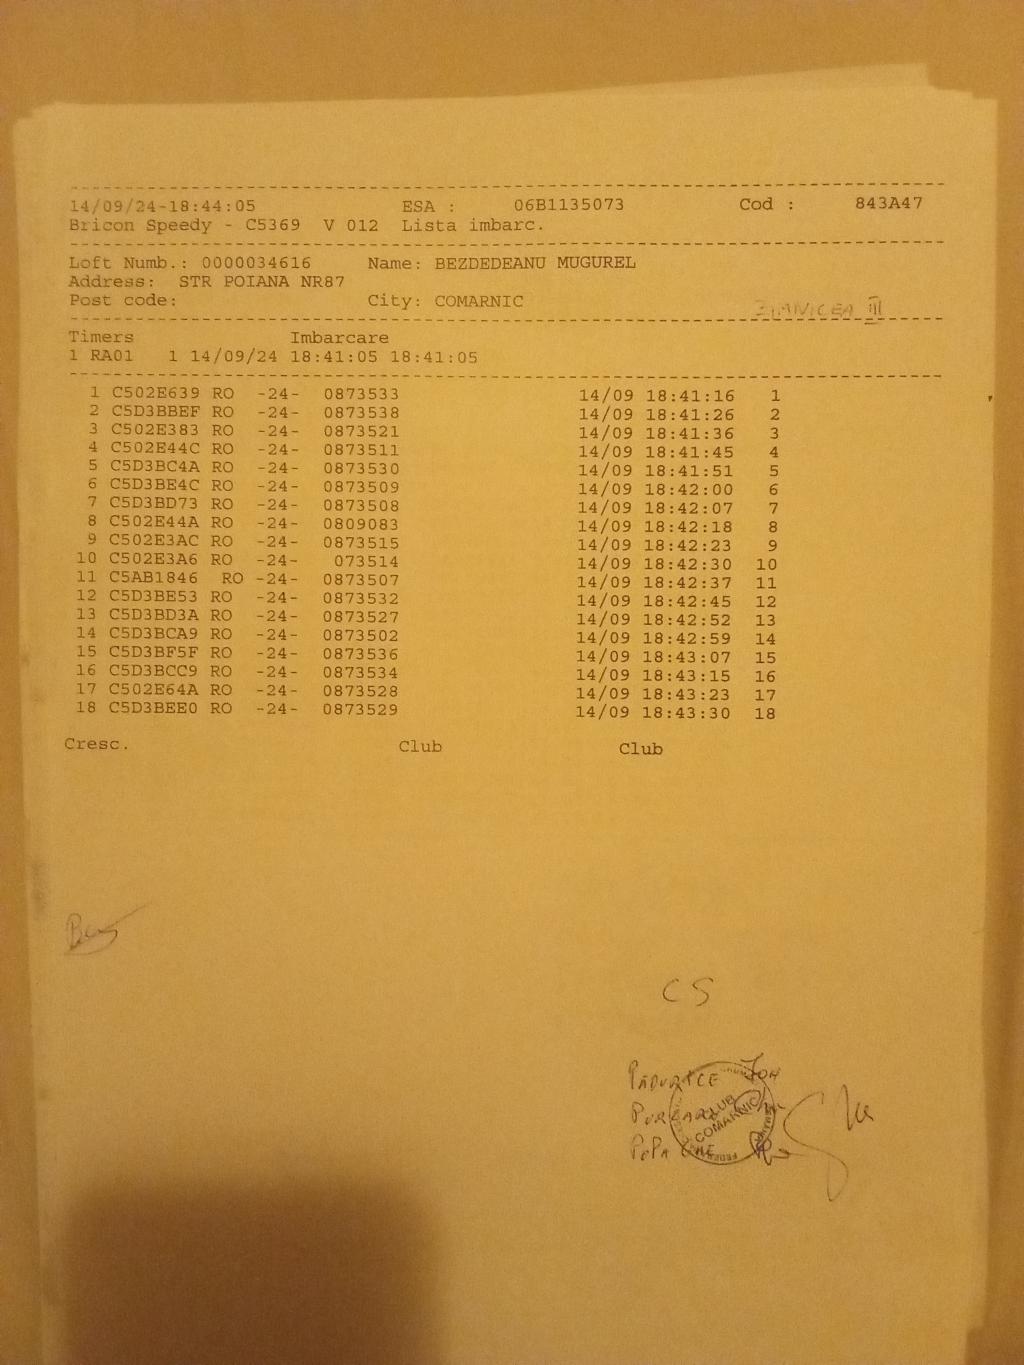 14/09/24-18:44:05 ESA : 06B1135073 Cod : 843A47
Bricon Speedy - C5369 V 012 Lista imbarc.
Loft Numb.: 0000034616 Name: BEZDEDEANU MUGUREL
Address: STR POIANA NR87
Post code: City: COMARNIC
ZIMNICEA III
Timers Imbarcare
1 RA01 1 14/09/24 18:41:05 18:41:05
1 C502E639 RO -24- 0873533 14/09 18:41:16 1
2 C5D3BBEF RO -24- 0873538 14/09 18:41:26 2
3 C502E383 RO -24- 0873521 14/09 18:41:36 3
4 C502E44C RO -24- 0873511 14/09 18:41:45 4
5 C5D3BC4A RO -24- 0873530 14/09 18:41:51 5
6 C5D3BE4C RO -24- 0873509 14/09 18:42:00 6
7 C5D3BD73 RO -24- 0873508 14/09 18:42:07 7
8 C502E44A RO -24- 0809083 14/09 18:42:18 8
9 C502E3AC RO -24- 0873515 14/09 18:42:23 9
10 C502E3A6 RO -24- 073514 14/09 18:42:30 10
11 C5AB1846 RO -24- 0873507 14/09 18:42:37 11
12 C5D3BE53 RO -24- 0873532 14/09 18:42:45 12
13 C5D3BD3A RO -24- 0873527 14/09 18:42:52 13
14 C5D3BCA9 RO -24- 0873502 14/09 18:42:59 14
15 C5D3BF5F RO -24- 0873536 14/09 18:43:07 15
16 C5D3BCC9 RO -24- 0873534 14/09 18:43:15 16
17 C502E64A RO -24- 0873528 14/09 18:43:23 17
18 C5D3BEE0 RO -24- 0873529 14/09 18:43:30 18
Cresc. Club Club
CS
CLUB
COMARNIC
POPA